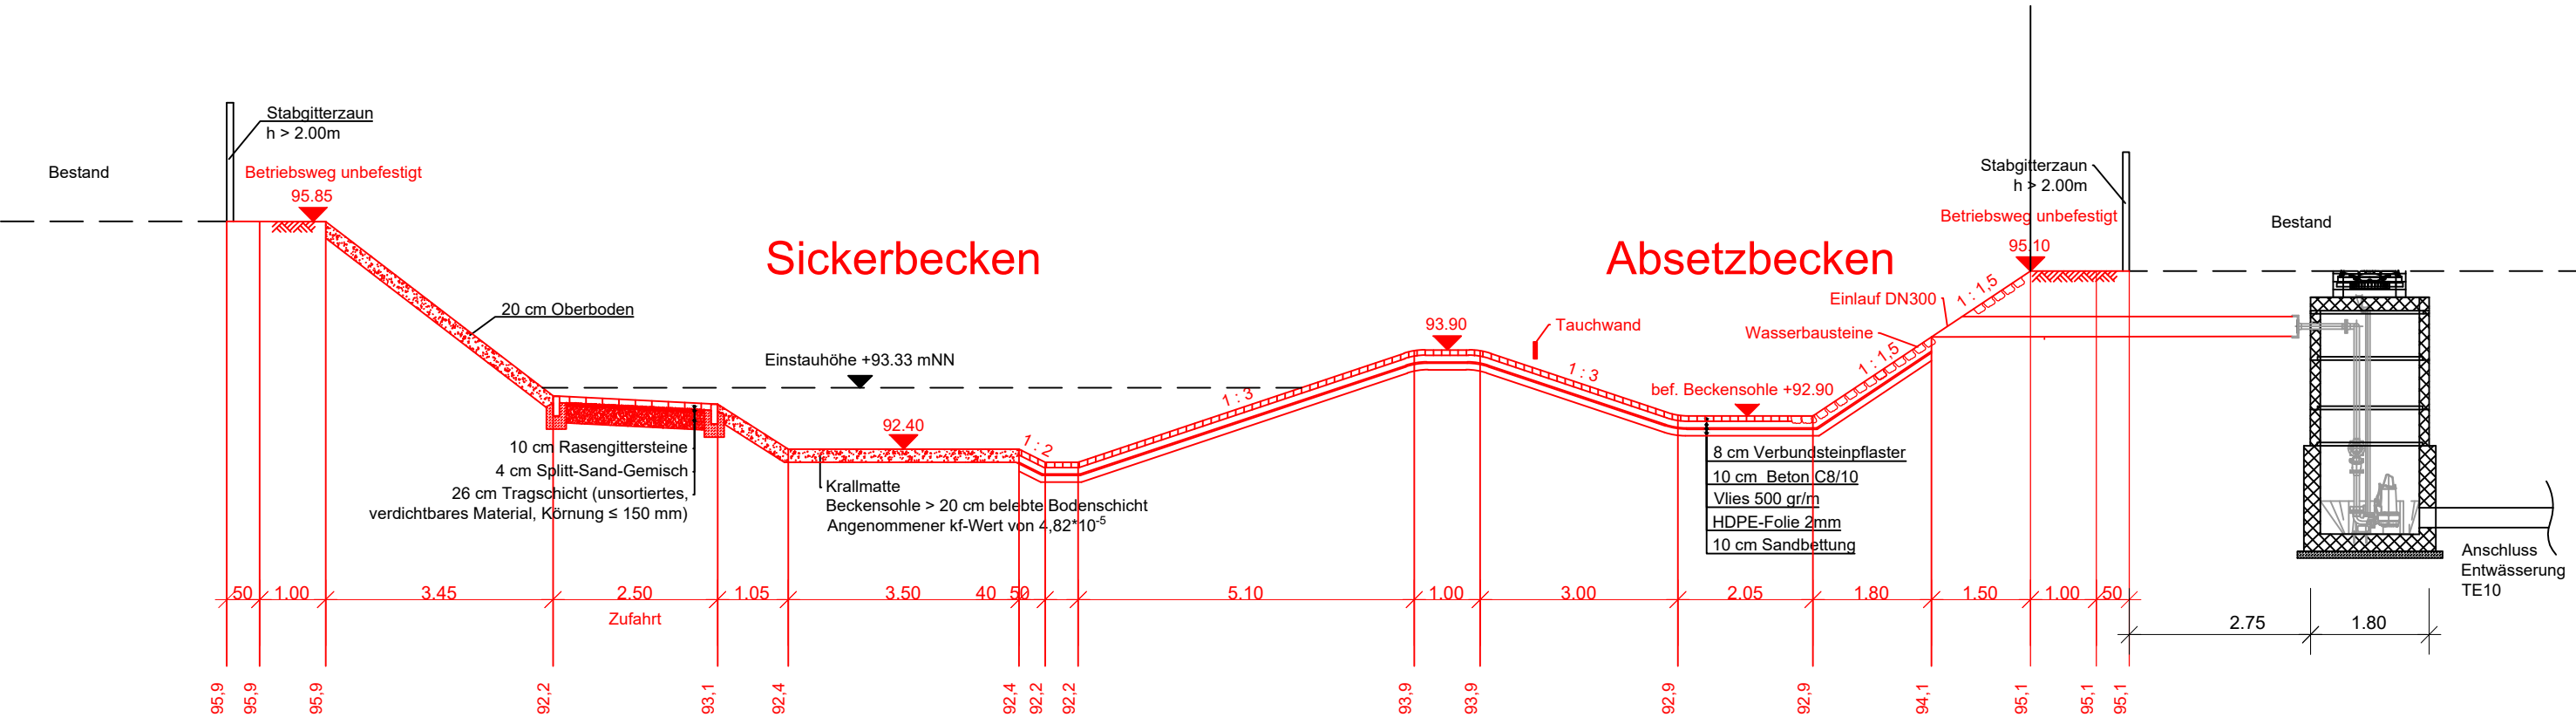 Stabgitterzaun
h > 2.00m
Bestand
Betriebsweg unbefestigt
95.85
Sickerbecken
Absetzbecken
20 cm Oberboden
Einstauhöhe +93.33 mNN
93.90
Tauchwand
1 : 3
1 : 3
92.40
1 : 2
10 cm Rasengittersteine
4 cm Splitt-Sand-Gemisch
26 cm Tragschicht (unsortiertes,
verdichtbares Material, Körnung ≤ 150 mm)
Krallmatte
Beckensohle > 20 cm belebte Bodenschicht
Angenommener kf-Wert von 4,82*10-5
Stabgitterzaun
h > 2.00m
Betriebsweg unbefestigt
95.10
Bestand
1 : 1,5
Einlauf DN300
Wasserbausteine
1 : 1,5
bef. Beckensohle +92.90
8 cm Verbundsteinpflaster
10 cm Beton C8/10
Vlies 500 gr/m
HDPE-Folie 2mm
10 cm Sandbettung
Anschluss
Entwässerung
TE10
50 1.00 3.45 2.50 1.05 3.50 40 50 5.10 1.00 3.00 2.05 1.80 1.50 1.00 50
Zufahrt
2.75 1.80
95,9 95,9 95,9 92,2 93,1 92,4 92,4 92,2 92,2 93,9 93,9 92,9 92,9 94,1 95,1 95,1 95,1